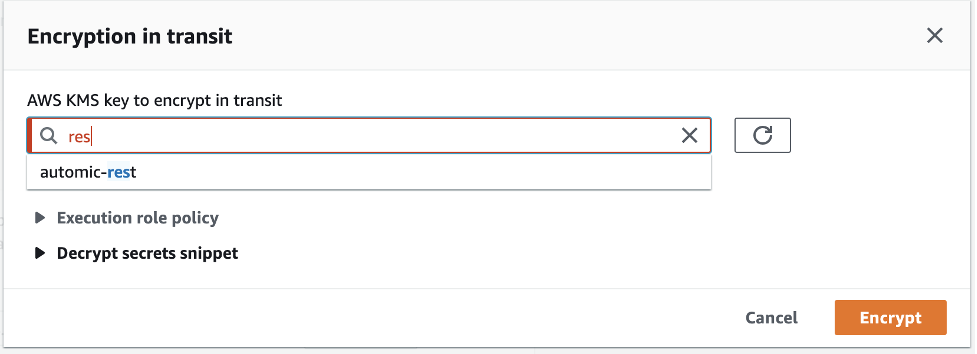 Encryption in transit
AWS KMS key to encrypt in transit
res
automic-rest
Execution role policy
Decrypt secrets snippet
Cancel
Encrypt